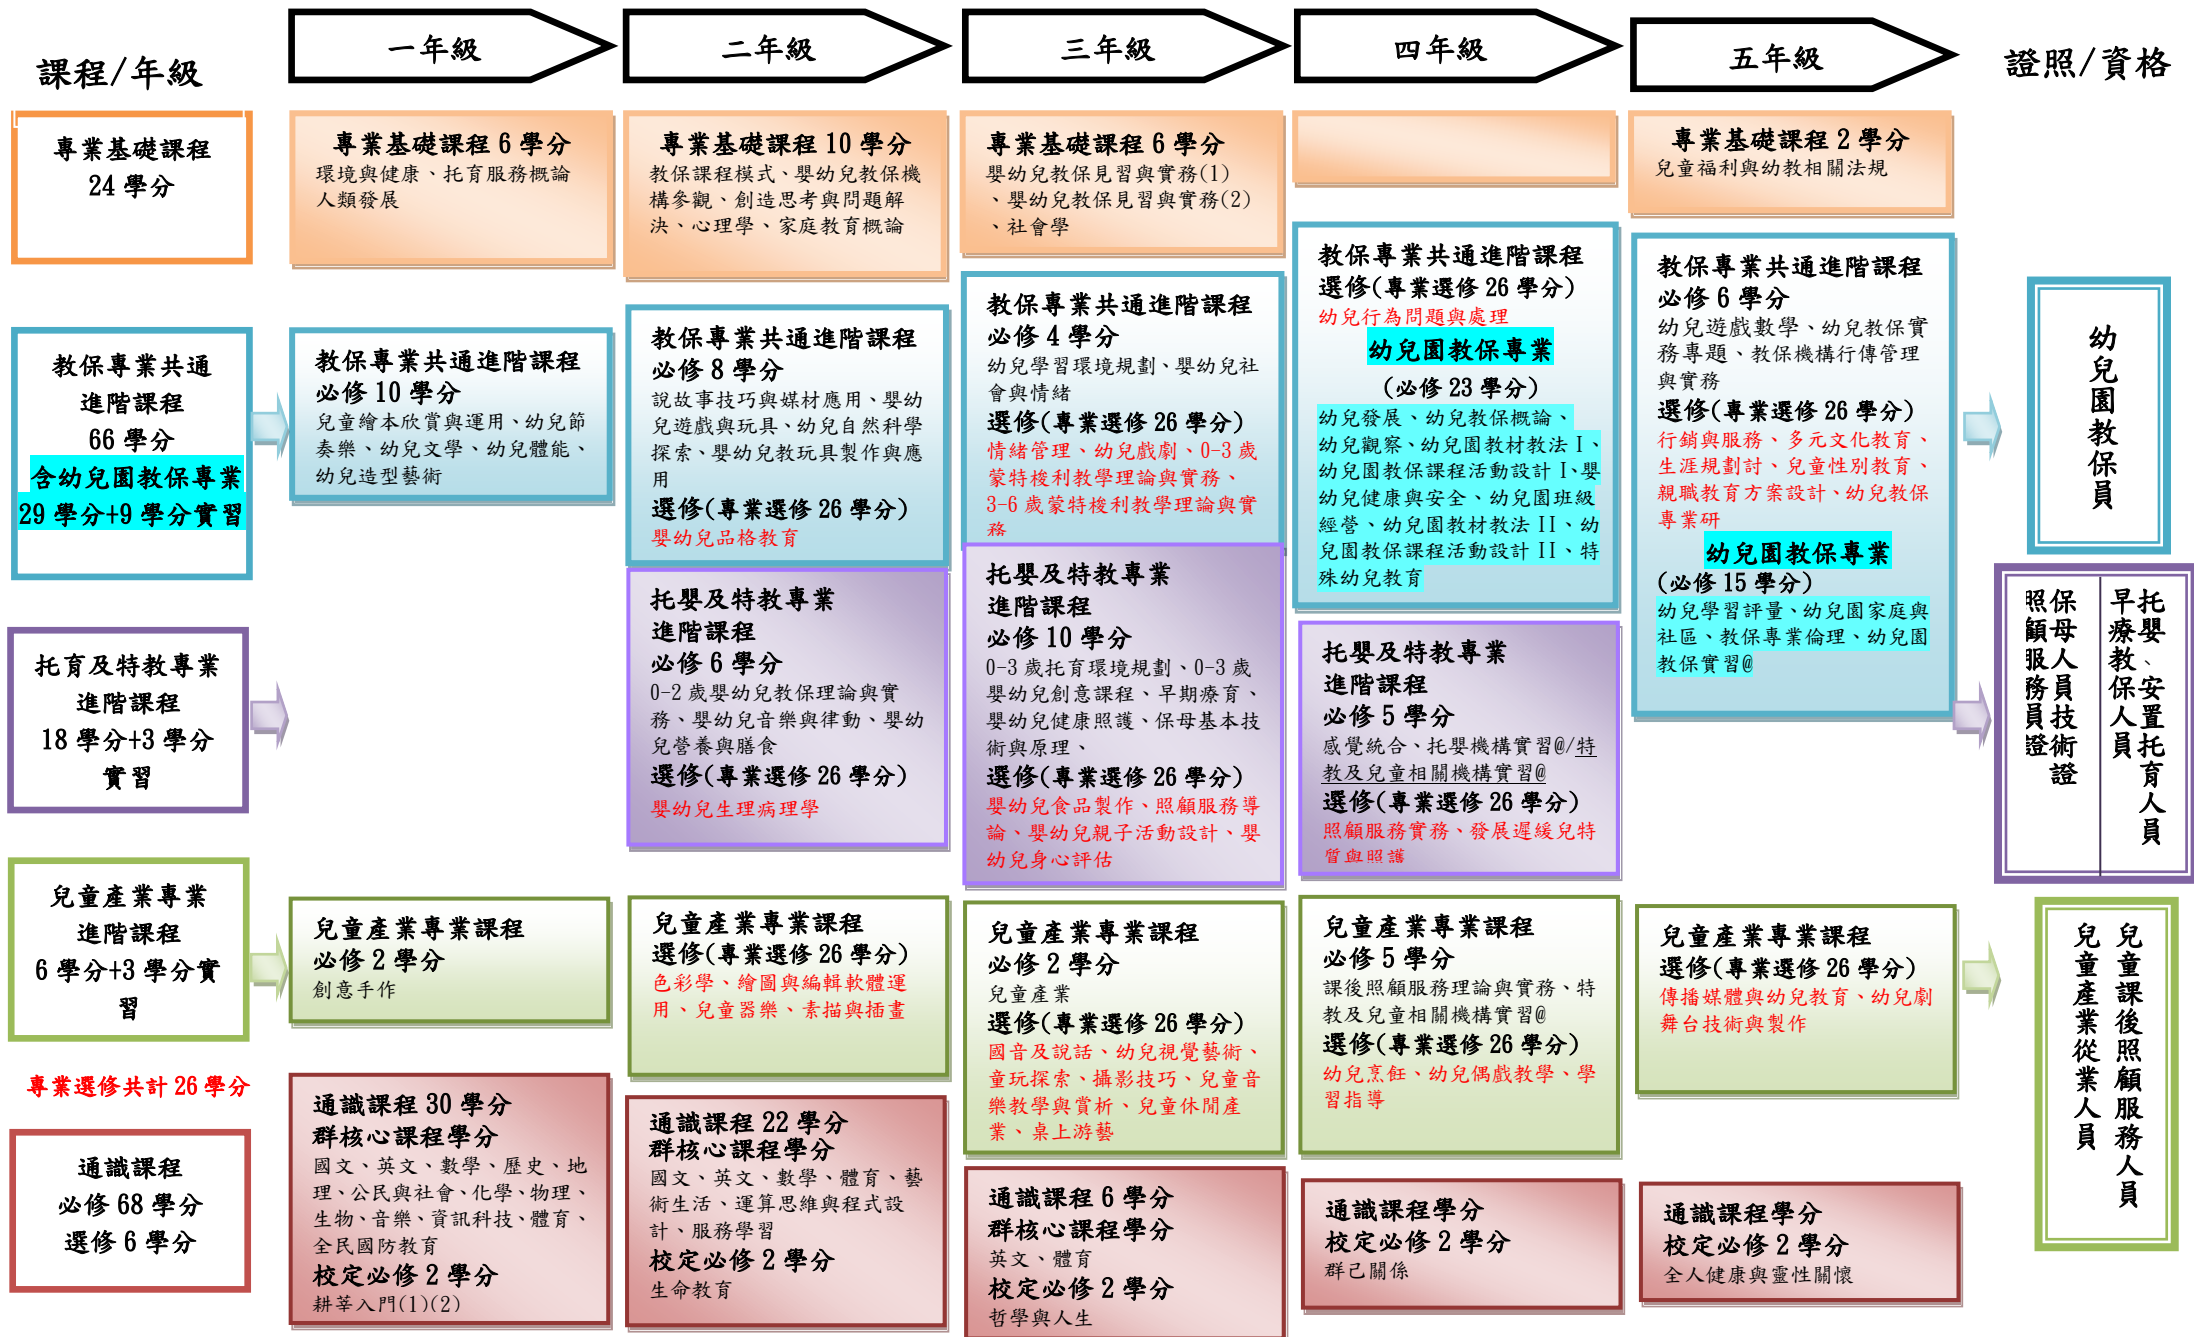 課程/年級
一年級
二年級
三年級
四年級
五年級
證照/資格
專業基礎課程
24 學分
專業基礎課程 6 學分
環境與健康、托育服務概論
人類發展
專業基礎課程 10 學分
教保課程模式、嬰幼兒教保機
構參觀、創造思考與問題解
決、心理學、家庭教育概論
專業基礎課程 6 學分
嬰幼兒教保見習與實務(1)
、嬰幼兒教保見習與實務(2)
、社會學
專業基礎課程 2 學分
兒童福利與幼教相關法規
教保專業共通
進階課程
66 學分
含幼兒園教保專業
29 學分+9 學分實習
教保專業共通進階課程
必修 10 學分
兒童繪本欣賞與運用、幼兒節
奏樂、幼兒文學、幼兒體能、
幼兒造型藝術
教保專業共通進階課程
必修 8 學分
說故事技巧與媒材應用、嬰幼
兒遊戲與玩具、幼兒自然科學
探索、嬰幼兒教玩具製作與應
用
選修(專業選修 26 學分)
嬰幼兒品格教育
教保專業共通進階課程
必修 4 學分
幼兒學習環境規劃、嬰幼兒社
會與情緒
選修(專業選修 26 學分)
情緒管理、幼兒戲劇、0-3 歲
蒙特梭利教學理論與實務、
3-6 歲蒙特梭利教學理論與實
務
教保專業共通進階課程
選修(專業選修 26 學分)
幼兒行為問題與處理
幼兒園教保專業
(必修 23 學分)
幼兒發展、幼兒教保概論、
幼兒觀察、幼兒園教材教法 I、
幼兒園教保課程活動設計 I、嬰
幼兒健康與安全、幼兒園班級
經營、幼兒園教材教法 II、幼
兒園教保課程活動設計 II、特
殊幼兒教育
教保專業共通進階課程
必修 6 學分
幼兒遊戲數學、幼兒教保實
務專題、教保機構行傳管理
與實務
選修(專業選修 26 學分)
行銷與服務、多元文化教育、
生涯規劃討、兒童性別教育、
親職教育方案設計、幼兒教保
專業研
幼兒園教保專業
(必修 15 學分)
幼兒學習評量、幼兒園家庭與
社區、教保專業倫理、幼兒園
教保實習@
幼兒園教保員
托育及特教專業
進階課程
18 學分+3 學分
實習
托嬰及特教專業
進階課程
必修 6 學分
0-2 歲嬰幼兒教保理論與實
務、嬰幼兒音樂與律動、嬰幼
兒營養與膳食
選修(專業選修 26 學分)
嬰幼兒生理病理學
托嬰及特教專業
進階課程
必修 10 學分
0-3 歲托育環境規劃、0-3 歲
嬰幼兒創意課程、早期療育、
嬰幼兒健康照護、保母基本技
術與原理、
選修(專業選修 26 學分)
嬰幼兒食品製作、照顧服務導
論、嬰幼兒親子活動設計、嬰
幼兒身心評估
托嬰及特教專業
進階課程
必修 5 學分
感覺統合、托嬰機構實習@/特
教及兒童相關機構實習@
選修(專業選修 26 學分)
照顧服務實務、發展遲緩兒特
質與照護
托嬰、安置托育人員
早療教保人員
保母人員技術證
照顧服務員證
兒童產業專業
進階課程
6 學分+3 學分實
習
兒童產業專業課程
必修 2 學分
創意手作
兒童產業專業課程
選修(專業選修 26 學分)
色彩學、繪圖與編輯軟體運
用、兒童器樂、素描與插畫
兒童產業專業課程
必修 2 學分
兒童產業
選修(專業選修 26 學分)
國音及說話、幼兒視覺藝術、
童玩探索、攝影技巧、兒童音
樂教學與賞析、兒童休閒產
業、桌上游藝
兒童產業專業課程
必修 5 學分
課後照顧服務理論與實務、特
教及兒童相關機構實習@
選修(專業選修 26 學分)
幼兒烹飪、幼兒偶戲教學、學
習指導
兒童產業專業課程
選修(專業選修 26 學分)
傳播媒體與幼兒教育、幼兒劇
舞台技術與製作
兒童課後照顧服務人員
兒童產業從業人員
專業選修共計 26 學分
通識課程
必修 68 學分
選修 6 學分
通識課程 30 學分
群核心課程學分
國文、英文、數學、歷史、地
理、公民與社會、化學、物理、
生物、音樂、資訊科技、體育、
全民國防教育
校定必修 2 學分
耕莘入門(1)(2)
通識課程 22 學分
群核心課程學分
國文、英文、數學、體育、藝
術生活、運算思維與程式設
計、服務學習
校定必修 2 學分
生命教育
通識課程 6 學分
群核心課程學分
英文、體育
校定必修 2 學分
哲學與人生
通識課程學分
校定必修 2 學分
群己關係
通識課程學分
校定必修 2 學分
全人健康與靈性關懷